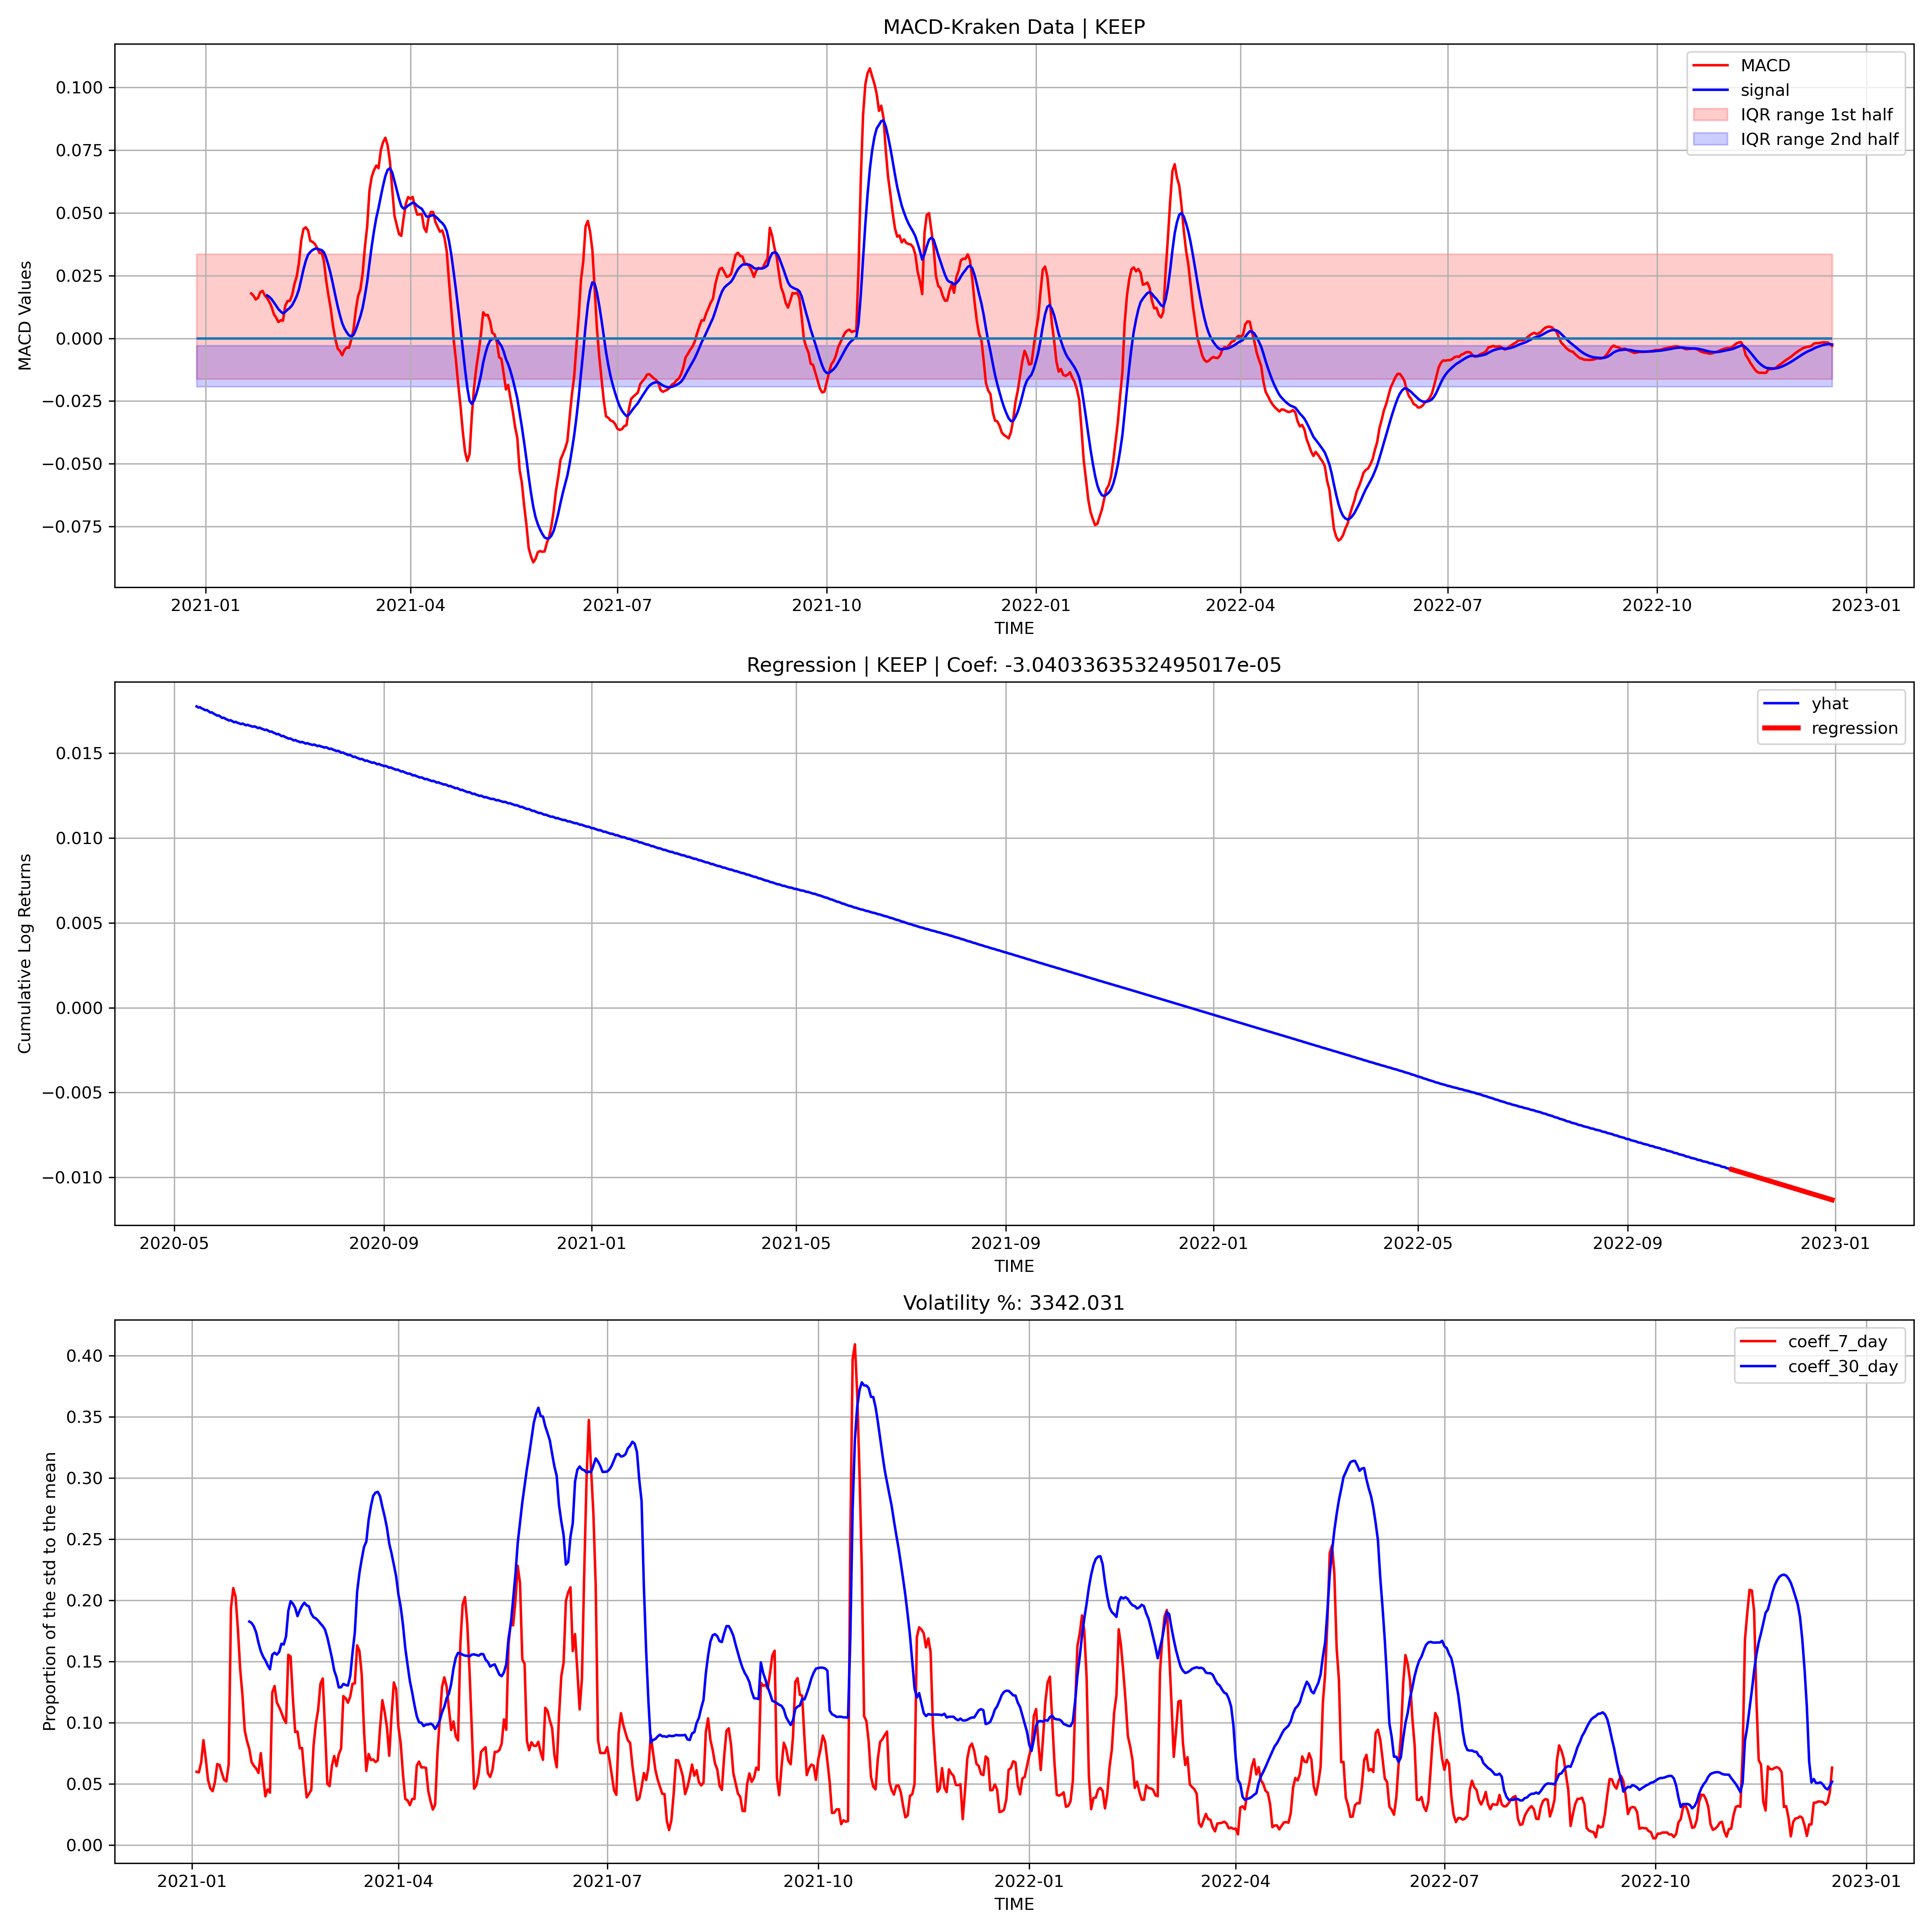 MACD-Kraken Data | KEEP
MACD
signal
IQR range 1st half
IQR range 2nd half
0.100
0.075
0.050
0.025
0.000
−0.025
−0.050
−0.075
MACD Values
2021-01 2021-04 2021-07 2021-10 2022-01 2022-04 2022-07 2022-10 2023-01
TIME
Regression | KEEP | Coef: -3.0403363532495017e-05
yhat
regression
0.015
0.010
0.005
0.000
−0.005
−0.010
Cumulative Log Returns
2020-05 2020-09 2021-01 2021-05 2021-09 2022-01 2022-05 2022-09 2023-01
TIME
Volatility %: 3342.031
coeff_7_day
coeff_30_day
0.40
0.35
0.30
0.25
0.20
0.15
0.10
0.05
0.00
Proportion of the std to the mean
2021-01 2021-04 2021-07 2021-10 2022-01 2022-04 2022-07 2022-10 2023-01
TIME